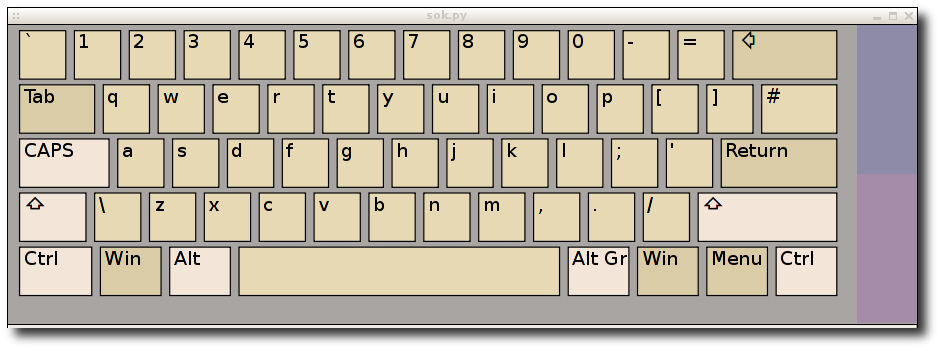 sok.py
` 1 2 3 4 5 6 7 8 9 0 - =
Tab q w e r t y u i o p [ ] #
CAPS a s d f g h j k l ; ' Return
\ z x c v b n m , . /
Ctrl Win Alt Alt Gr Win Menu Ctrl